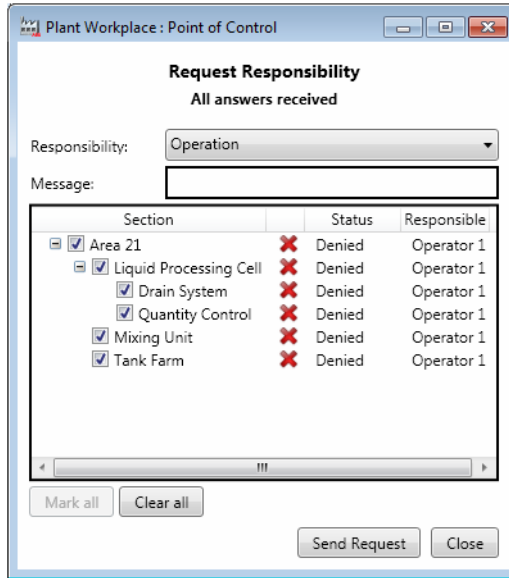 Plant Workplace : Point of Control
Request Responsibility
All answers received
Responsibility: Operation
Message:
Section Status Responsible
Area 21 Denied Operator 1
Liquid Processing Cell Denied Operator 1
Drain System Denied Operator 1
Quantity Control Denied Operator 1
Mixing Unit Denied Operator 1
Tank Farm Denied Operator 1
Mark all Clear all
Send Request Close